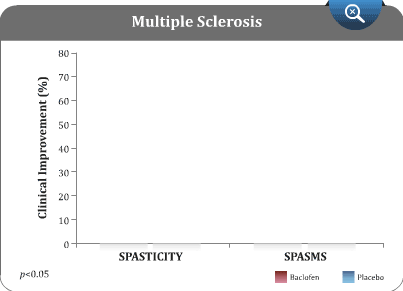 Multiple Sclerosis
Clinical Improvement (%)
80
70
60
50
40
30
20
10
0
SPASTICITY SPASMS
p<0.05
Baclofen Placebo